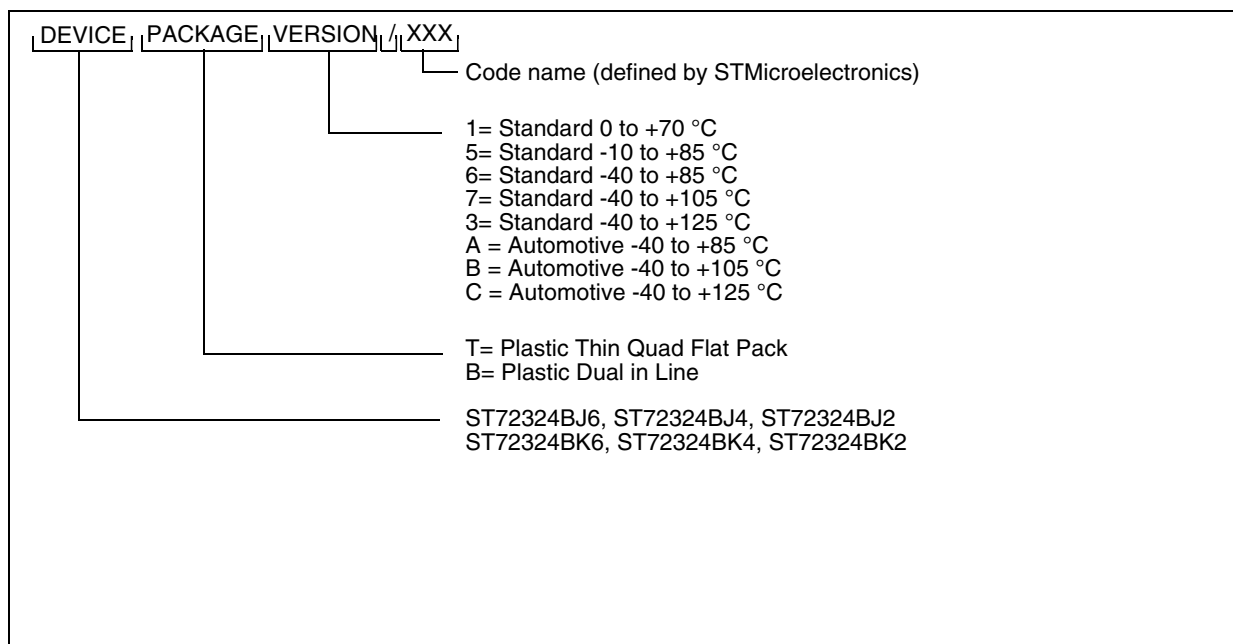 DEVICE PACKAGE VERSION / XXX
Code name (defined by STMicroelectronics)
1= Standard 0 to +70 °C
5= Standard -10 to +85 °C
6= Standard -40 to +85 °C
7= Standard -40 to +105 °C
3= Standard -40 to +125 °C
A = Automotive -40 to +85 °C
B = Automotive -40 to +105 °C
C = Automotive -40 to +125 °C
T= Plastic Thin Quad Flat Pack
B= Plastic Dual in Line
ST72324BJ6, ST72324BJ4, ST72324BJ2
ST72324BK6, ST72324BK4, ST72324BK2